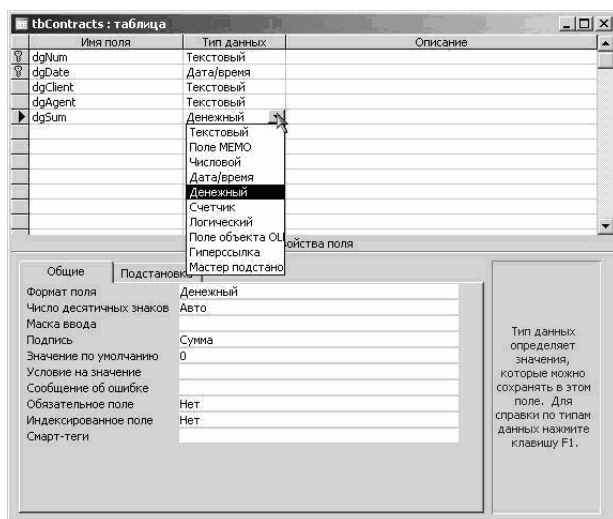 tbContracts : таблица
Имя поля Тип данных Описание
dgNum Текстовый
dgDate Дата/время
dgClient Текстовый
dgAgent Текстовый
dgSum Денежный
Текстовый
Поле МЕМО
Числовой
Дата/время
Денежный
Счетчик
Логический
Поле объекта OL
Гиперссылка
Мастер подстано
ойства поля
Общие Подстановка
Формат поля Денежный
Число десятичных знаков Авто
Маска ввода
Подпись Сумма
Значение по умолчанию 0
Условие на значение
Сообщение об ошибке
Обязательное поле Нет
Индексированное поле Нет
Смарт-теги
Тип данных
определяет
значения,
которые можно
сохранять в этом
поле. Для
справки по типам
данных нажмите
клавишу F1.